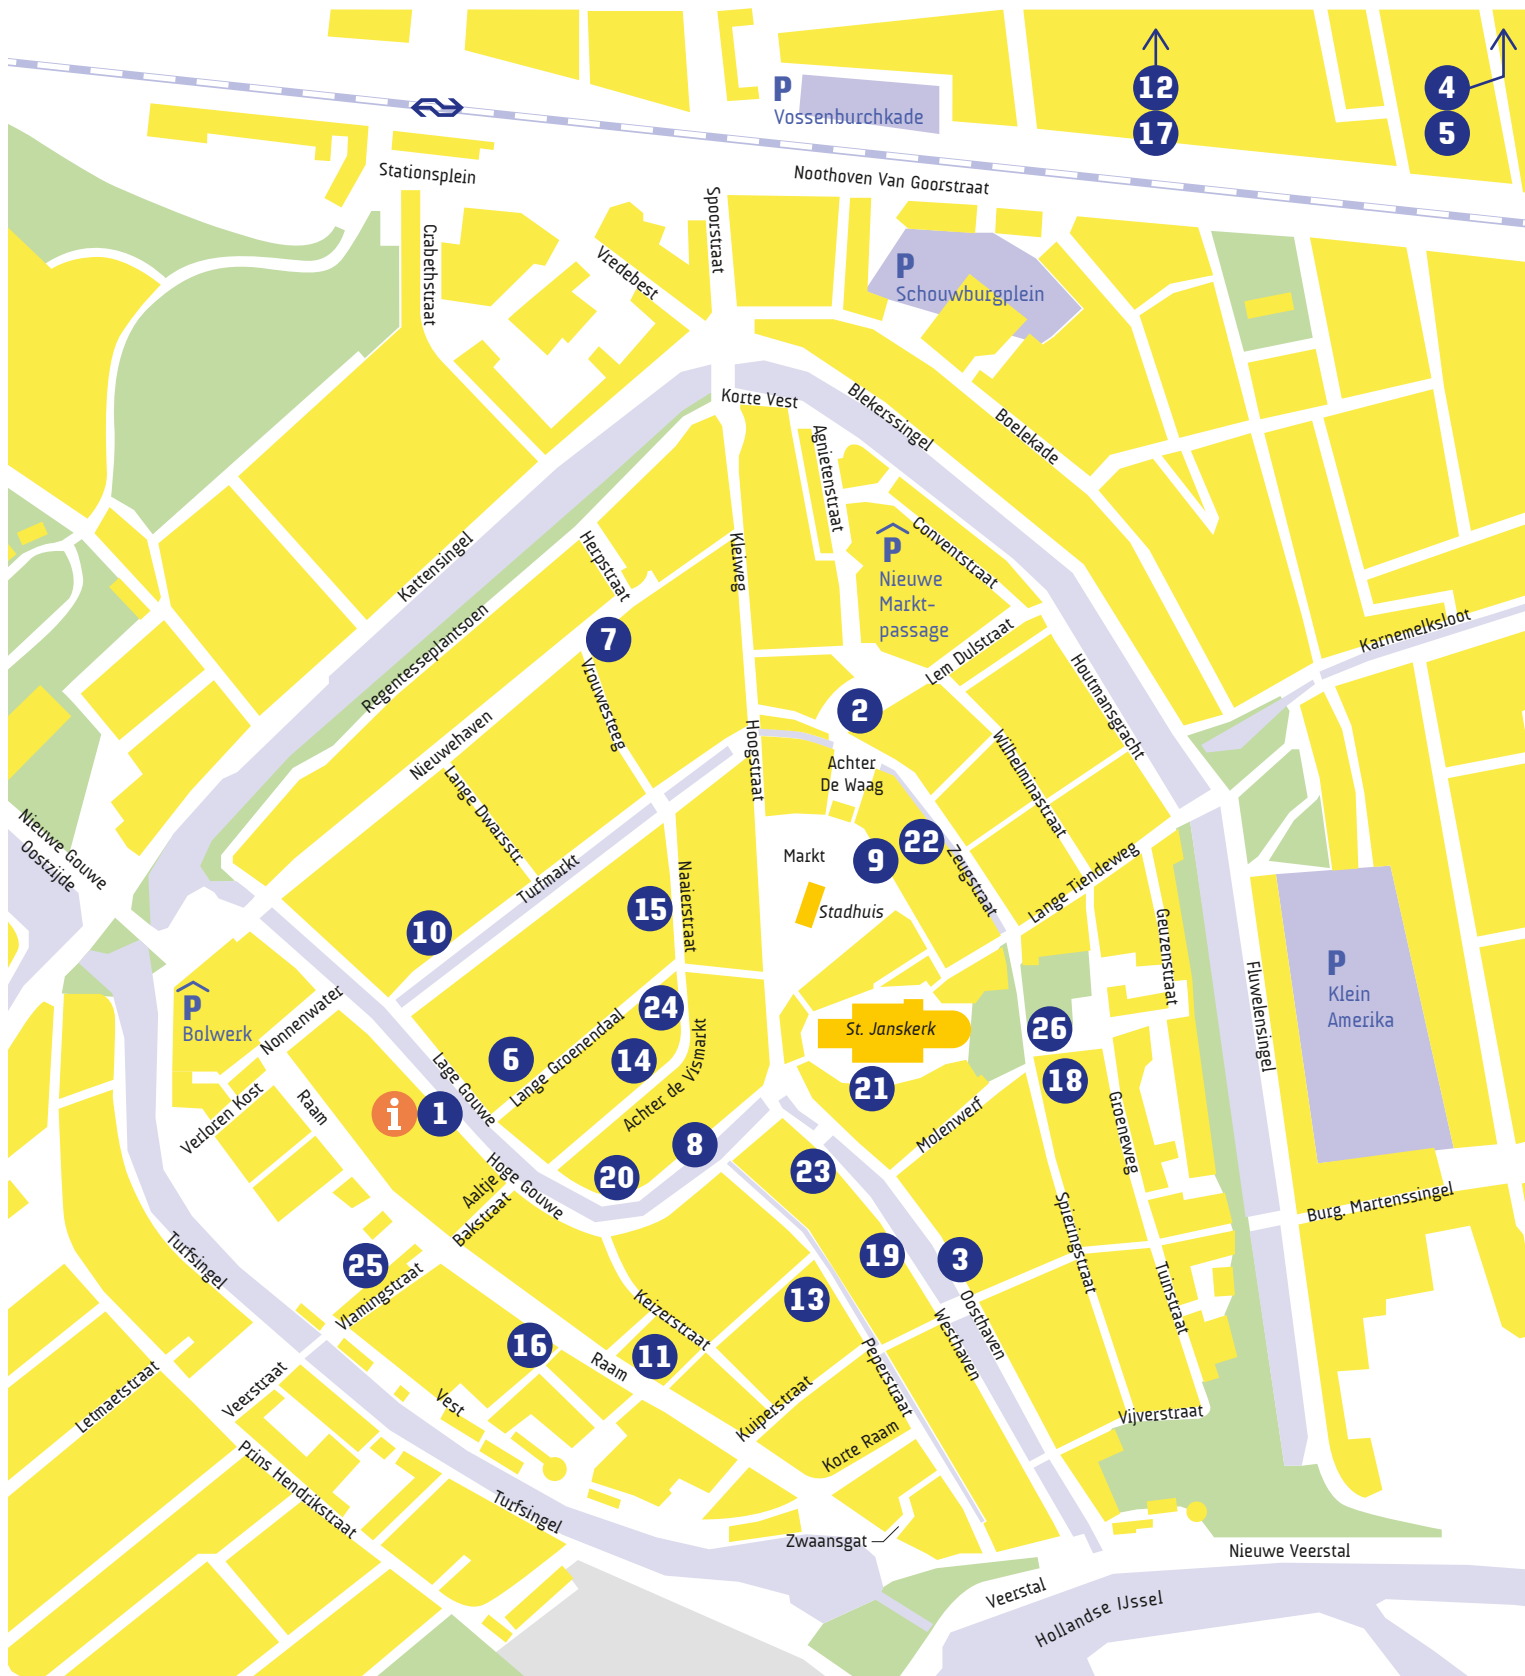 12
17
4
5
P
Vossenburchkade
Stationsplein
Noothoven Van Goorstraat
Spoorstraat
Crabethstraat
Vredebest
P
Schouwburgplein
Korte Vest
Blekerssingel
Boelekade
Agnietenstraat
Kattensingel
Herpstraat
Kleiweg
P
Nieuwe
Markt-
passage
Conventstraat
Regentesseplantsoen
7
Lem Dulstraat
Karnemelksloot
Houtmansgracht
Vrouwesteeg
2
Nieuwehaven
Hoogstraat
Wilhelminastraat
Achter
De Waag
Lange Dwarsstr.
Nieuwe Gouwe
Oostzijde
Turfmarkt
Markt
9
22
Zeugstraat
Lange Tiendeweg
Naaierstraat
15
Stadhuis
10
Geuzenstraat
Fluwelensingel
P
Klein
Amerika
P
Bolwerk
Nonnenwater
24
St. Janskerk
26
6
Lange Groenendaal
14
Achter de Vismarkt
Lage Gouwe
21
18
i
1
Verloren Kost
Raam
Molenwerf
Groeneweg
8
20
23
Hoge Gouwe
Aaltje
Bakstraat
Burg. Martenssingel
Spieringstraat
Turfsingel
25
19
3
Vlamingstraat
Tuinstraat
13
Keizerstraat
Oosthaven
Westhaven
16
Raam
11
Peperstraat
Letmaetstraat
Veerstraat
Vest
Kuiperstraat
Vijverstraat
Korte Raam
Prins Hendrikstraat
Turfsingel
Zwaansgat
Nieuwe Veerstal
Veerstal
Hollandse IJssel